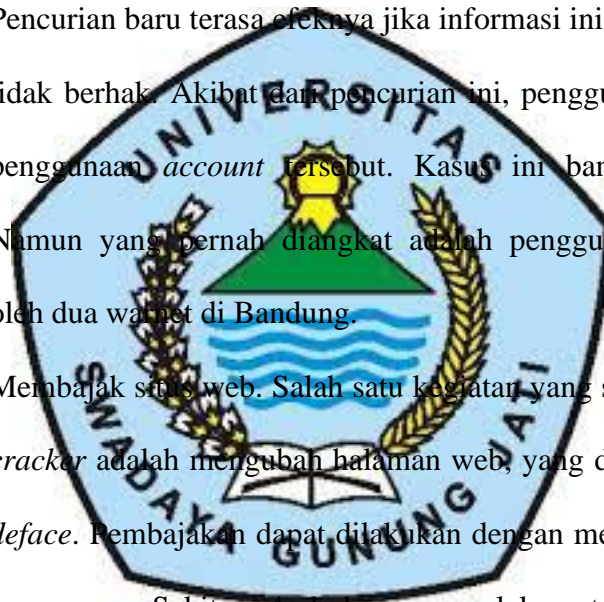 Pencurian baru terasa efeknya jika informasi ini
tidak berhak. Akibat dari pencurian ini, penggu
penggunaan account tersebut. Kasus ini ban
Namun yang pernah diangkat adalah penggu
oleh dua warnet di Bandung.
Membajak situs web. Salah satu kegiatan yang s
cracker adalah mengubah halaman web, yang d
deface. Pembajakan dapat dilakukan dengan me
UNIVERSITAS
SWADAYA GUNUNG JATI